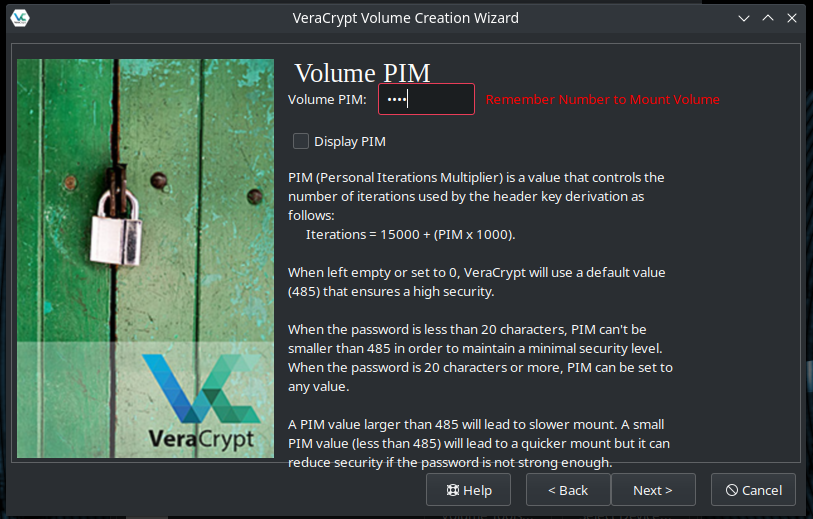 VeraCrypt Volume Creation Wizard
Volume PIM
Volume PIM: ••••
Remember Number to Mount Volume
Display PIM
PIM (Personal Iterations Multiplier) is a value that controls the
number of iterations used by the header key derivation as
follows:
Iterations = 15000 + (PIM x 1000).
When left empty or set to 0, VeraCrypt will use a default value
(485) that ensures a high security.
When the password is less than 20 characters, PIM can't be
smaller than 485 in order to maintain a minimal security level.
When the password is 20 characters or more, PIM can be set to
any value.
A PIM value larger than 485 will lead to slower mount. A small
PIM value (less than 485) will lead to a quicker mount but it can
reduce security if the password is not strong enough.
VeraCrypt
Help
< Back
Next >
Cancel